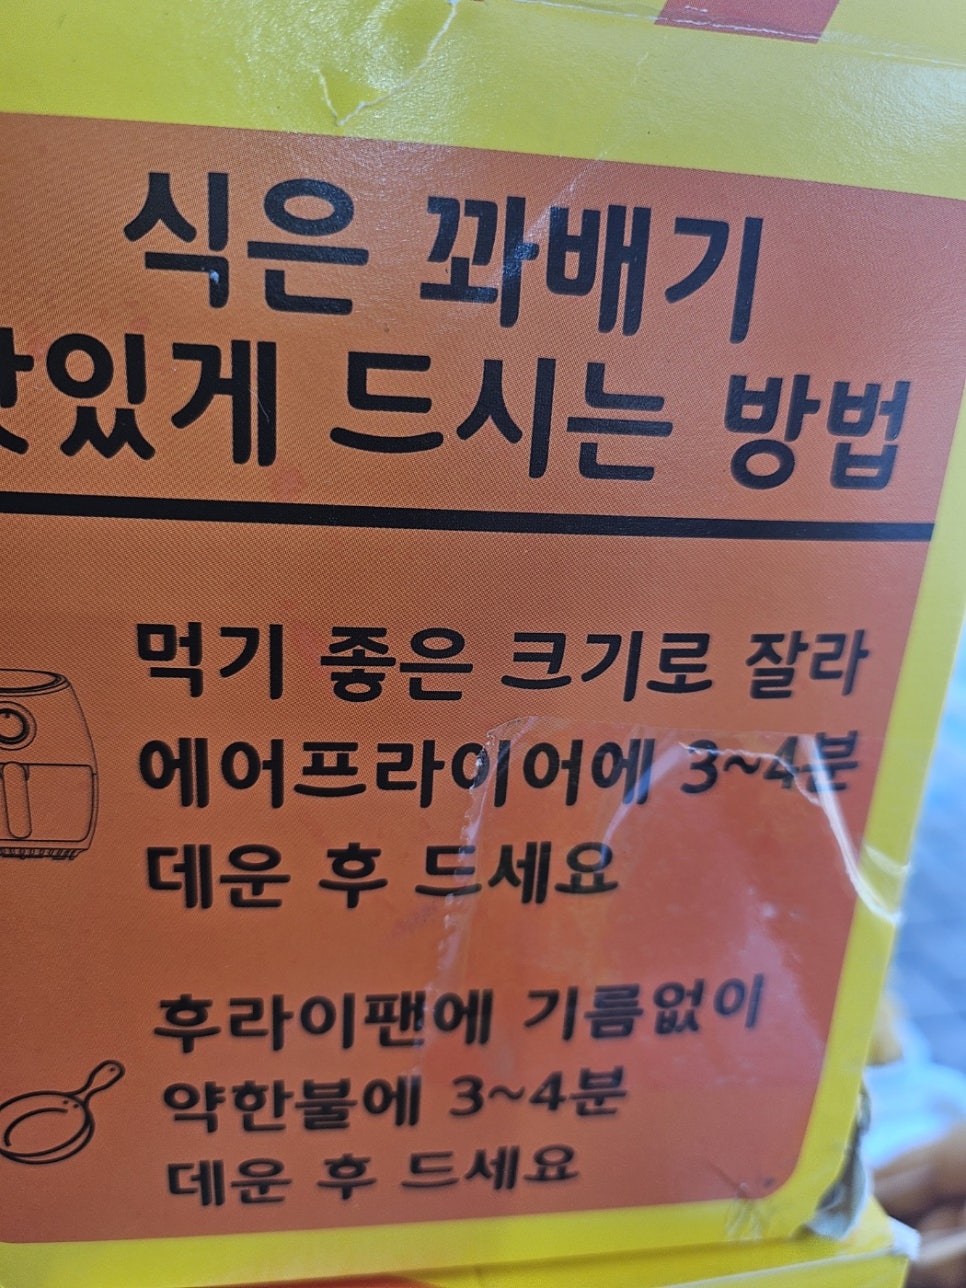 식은 꽈배기
맛있게 드시는 방법
먹기 좋은 크기로 잘라
에어프라이어에 3~4분
데운 후 드세요
후라이팬에 기름없이
약한불에 3~4분
데운 후 드세요